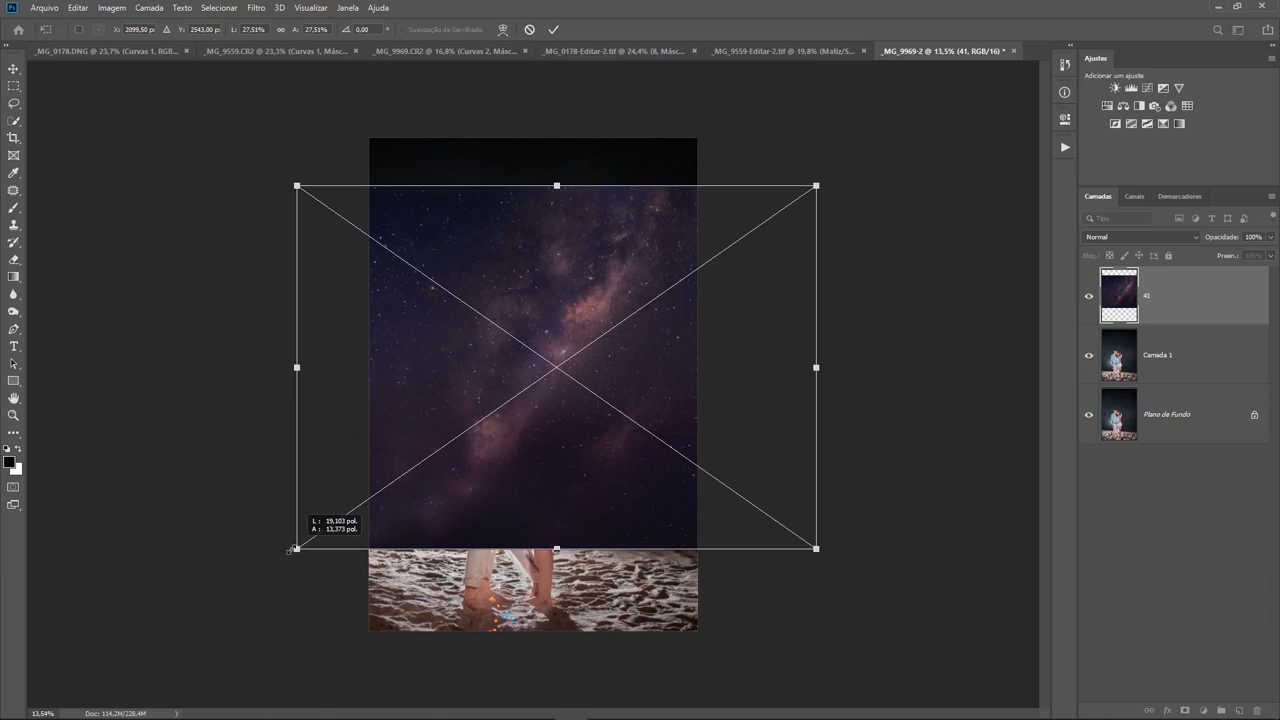 Ps Arquivo Editar Imagem Camada Texto Selecionar Filtro 3D Visualizar Janela Ajuda
X: 2099,50 p: Y: 2543,00 p: L: 27,51% A: 27,51% 0,00 ° Suavização de Serrilhado
_MG_0178.DNG @ 23,7% (Curvas 1, RGB... × _MG_9559.CR2 @ 23,3% (Curvas 1, Másc... × _MG_9969.CR2 @ 16,8% (Curvas 2, Másc... × _MG_0178-Editar-2.tif @ 24,4% (8, Másc... × _MG_9559-Editar-2.tif @ 19,8% (Matiz/S... × _MG_9969-2 @ 13,5% (41, RGB/16) * ×
Ajustes
Adicionar um ajuste
Camadas Canais Demarcadores
Tipo
Normal Opacidade: 100%
Bloq.: Preen.: 100%
41
Camada 1
Plano de Fundo
L : 19,103 pol.
A : 13,373 pol.
13,54% Doc: 114,2M/228,4M